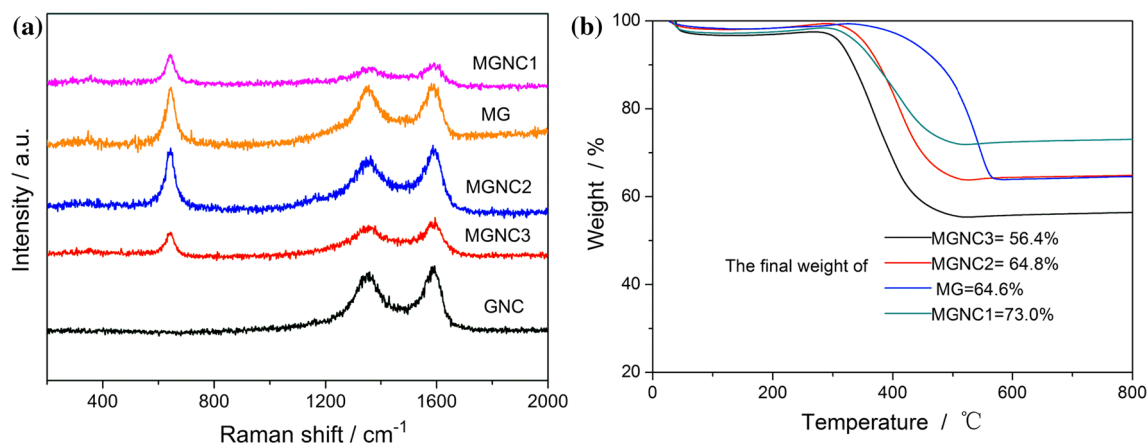 (a)
MGNC1
MG
MGNC2
MGNC3
GNC
Intensity / a.u.
400 800 1200 1600 2000
Raman shift / cm⁻¹
(b)
100
80
60
40
20
Weight / %
The final weight of
MGNC3= 56.4%
MGNC2= 64.8%
MG=64.6%
MGNC1=73.0%
0 200 400 600 800
Temperature / ℃